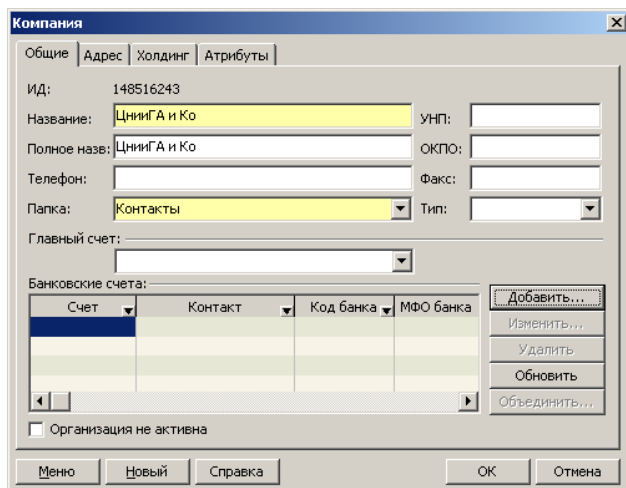 Компания
Общие Адрес Холдинг Атрибуты
ИД: 148516243
Название: ЦнииГА и Ко УНП:
Полное назв: ЦнииГА и Ко ОКПО:
Телефон: Факс:
Папка: Контакты Тип:
Главный счет:
Банковские счета:
Счет Контакт Код банка МФО банка
Добавить...
Изменить...
Удалить
Обновить
Объединить...
Организация не активна
Меню Новый Справка ОК Отмена